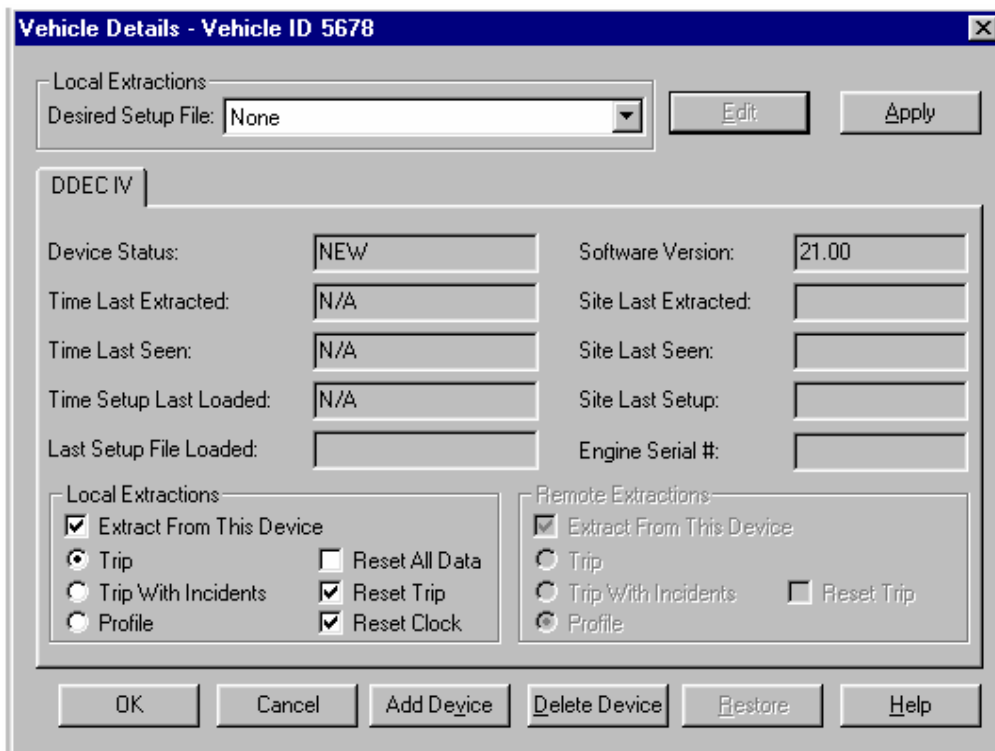 Vehicle Details - Vehicle ID 5678
Local Extractions
Desired Setup File: None
Edit
Apply
DDEC IV
Device Status: NEW Software Version: 21.00
Time Last Extracted: N/A Site Last Extracted:
Time Last Seen: N/A Site Last Seen:
Time Setup Last Loaded: N/A Site Last Setup:
Last Setup File Loaded: Engine Serial #:
Local Extractions
Extract From This Device
Trip Reset All Data
Trip With Incidents Reset Trip
Profile Reset Clock
Remote Extractions
Extract From This Device
Trip
Trip With Incidents Reset Trip
Profile
OK Cancel Add Device Delete Device Restore Help